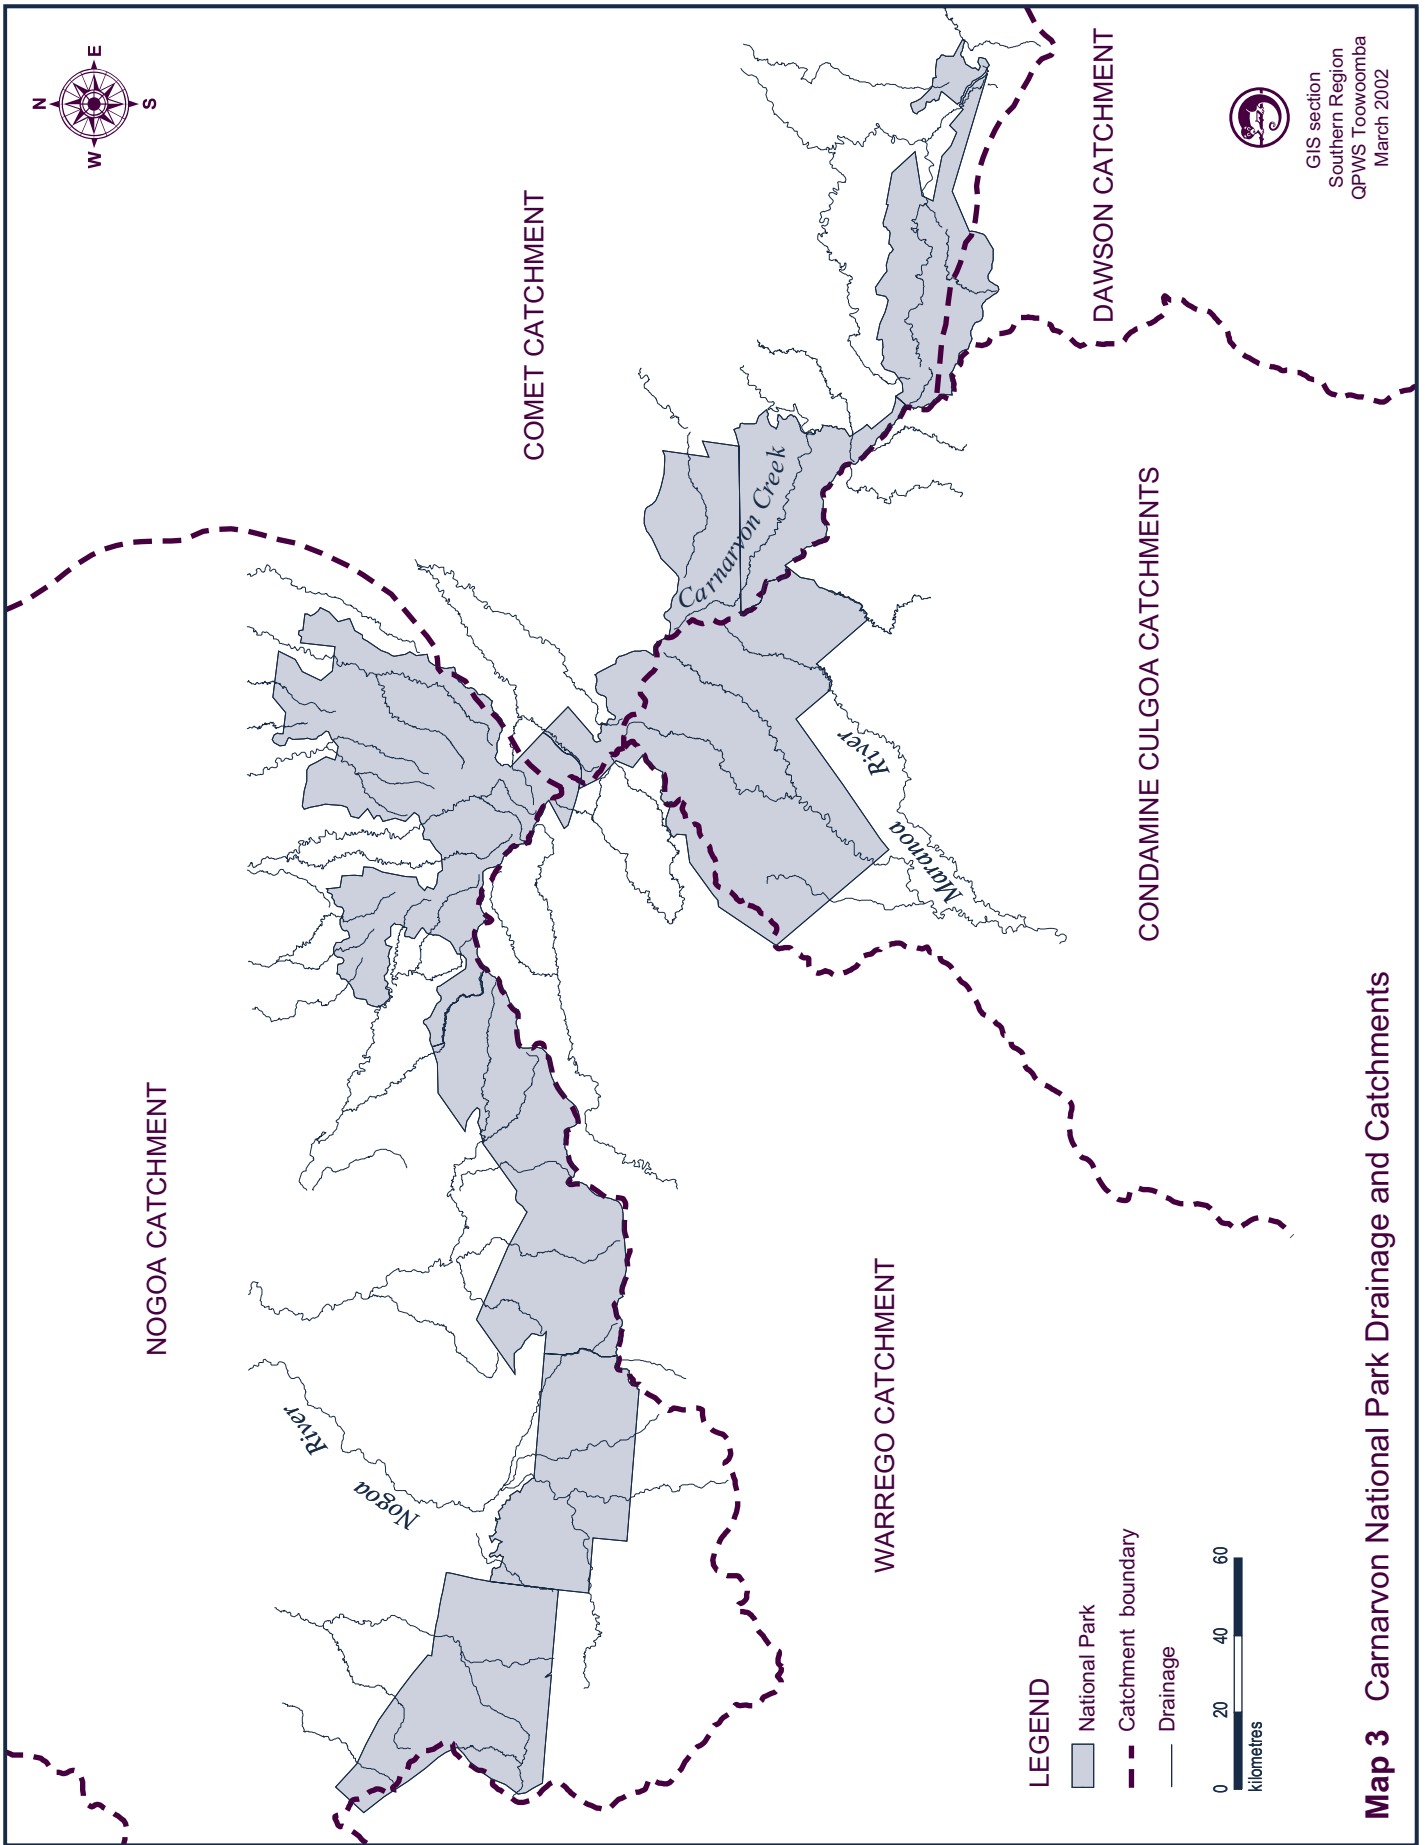 N
W E
S
COMET CATCHMENT
NOGOA CATCHMENT
DAWSON CATCHMENT
Carnarvon Creek
Nogoa River
Maranoa River
CONDAMINE CULGOA CATCHMENTS
WARREGO CATCHMENT
LEGEND
National Park
Catchment boundary
Drainage
0 20 40 60
kilometres
GIS section
Southern Region
QPWS Toowoomba
March 2002
Map 3 Carnarvon National Park Drainage and Catchments